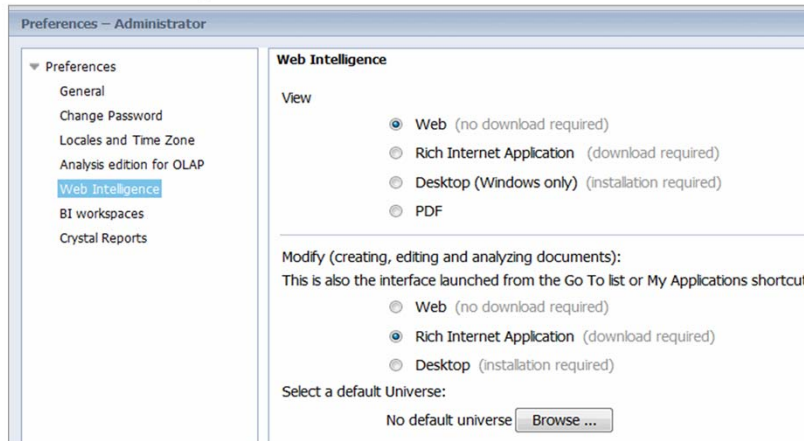 Preferences – Administrator
Preferences
General
Change Password
Locales and Time Zone
Analysis edition for OLAP
Web Intelligence
BI workspaces
Crystal Reports
Web Intelligence
View
Web (no download required)
Rich Internet Application (download required)
Desktop (Windows only) (installation required)
PDF
Modify (creating, editing and analyzing documents):
This is also the interface launched from the Go To list or My Applications shortcut
Web (no download required)
Rich Internet Application (download required)
Desktop (installation required)
Select a default Universe:
No default universe Browse ...